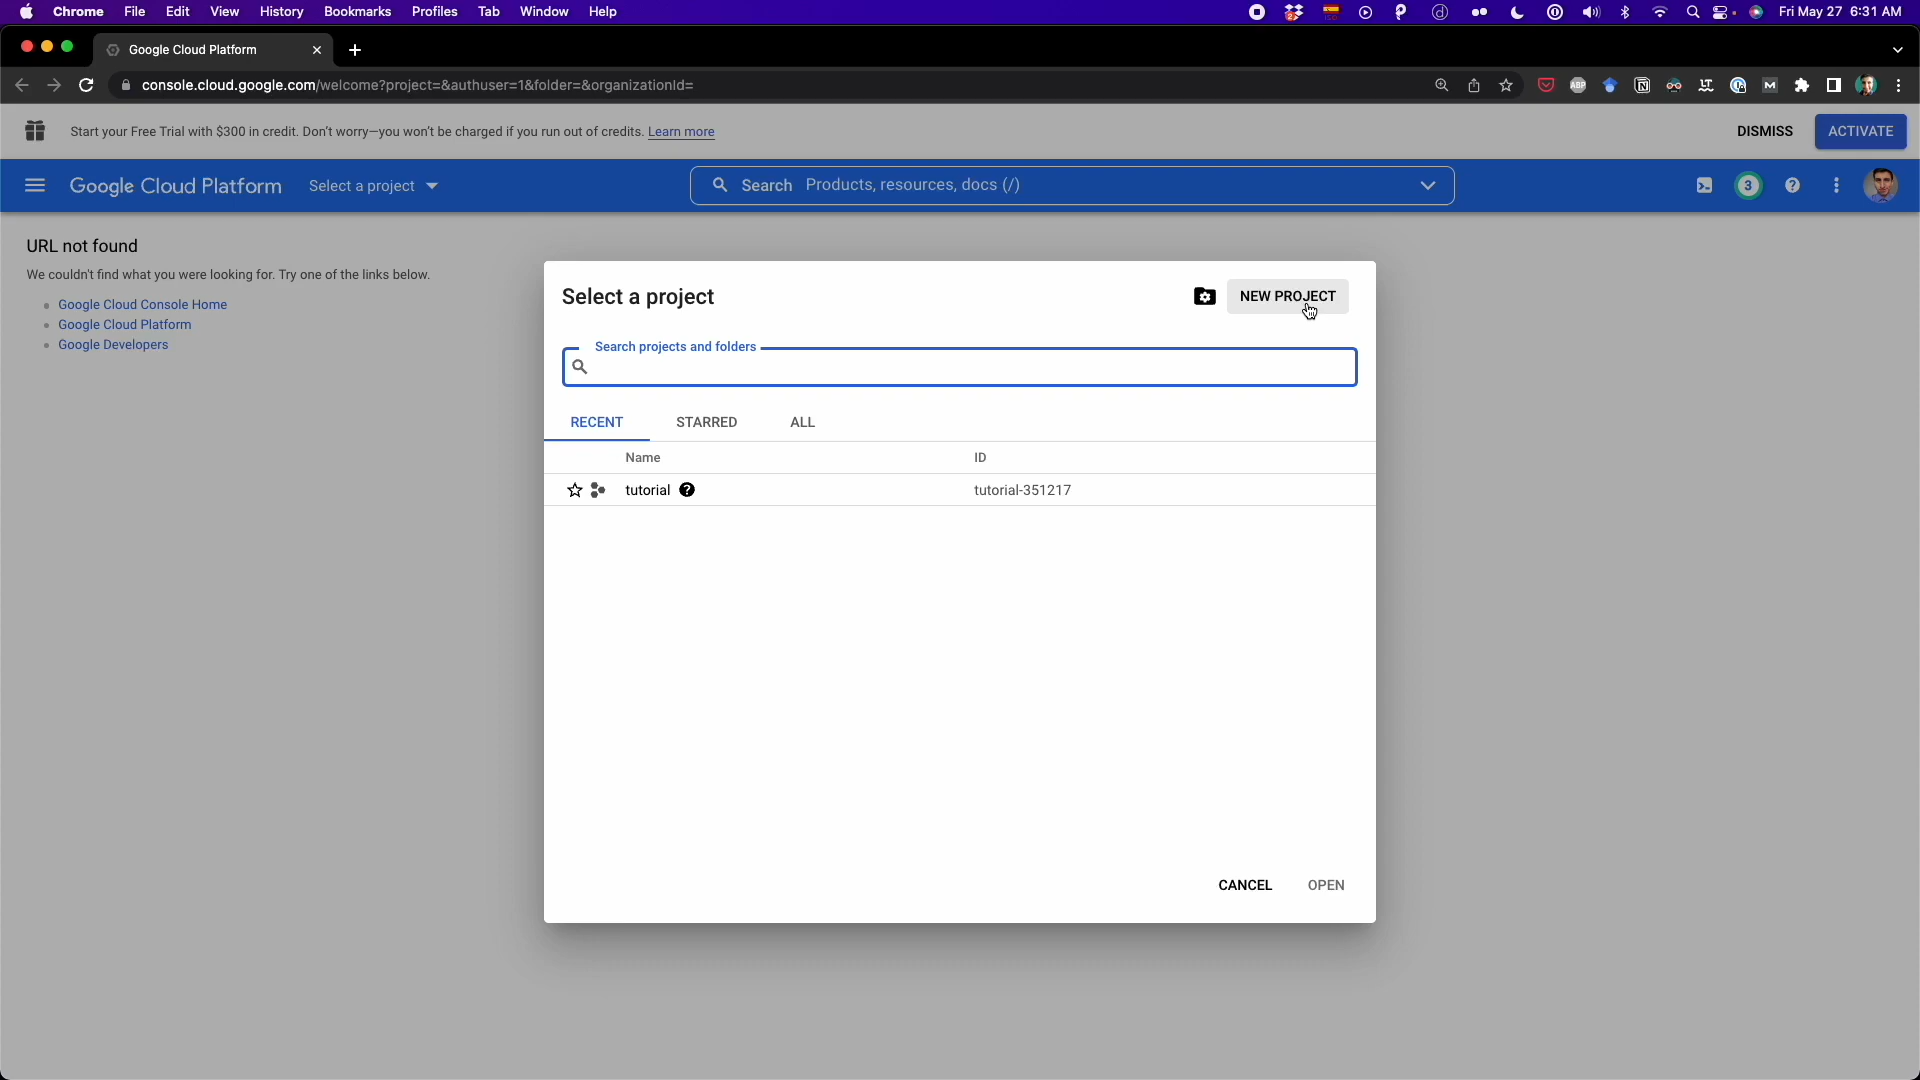 Chrome File Edit View History Bookmarks Profiles Tab Window Help Fri May 27 6:31 AM
Google Cloud Platform
console.cloud.google.com/welcome?project=&authuser=1&folder=&organizationId=
Start your Free Trial with $300 in credit. Don't worry—you won't be charged if you run out of credits. Learn more DISMISS ACTIVATE
Google Cloud Platform Select a project Search Products, resources, docs (/) 3
URL not found
We couldn't find what you were looking for. Try one of the links below.
Google Cloud Console Home
Google Cloud Platform
Google Developers
Select a project NEW PROJECT
Search projects and folders
RECENT STARRED ALL
Name ID
tutorial tutorial-351217
CANCEL OPEN